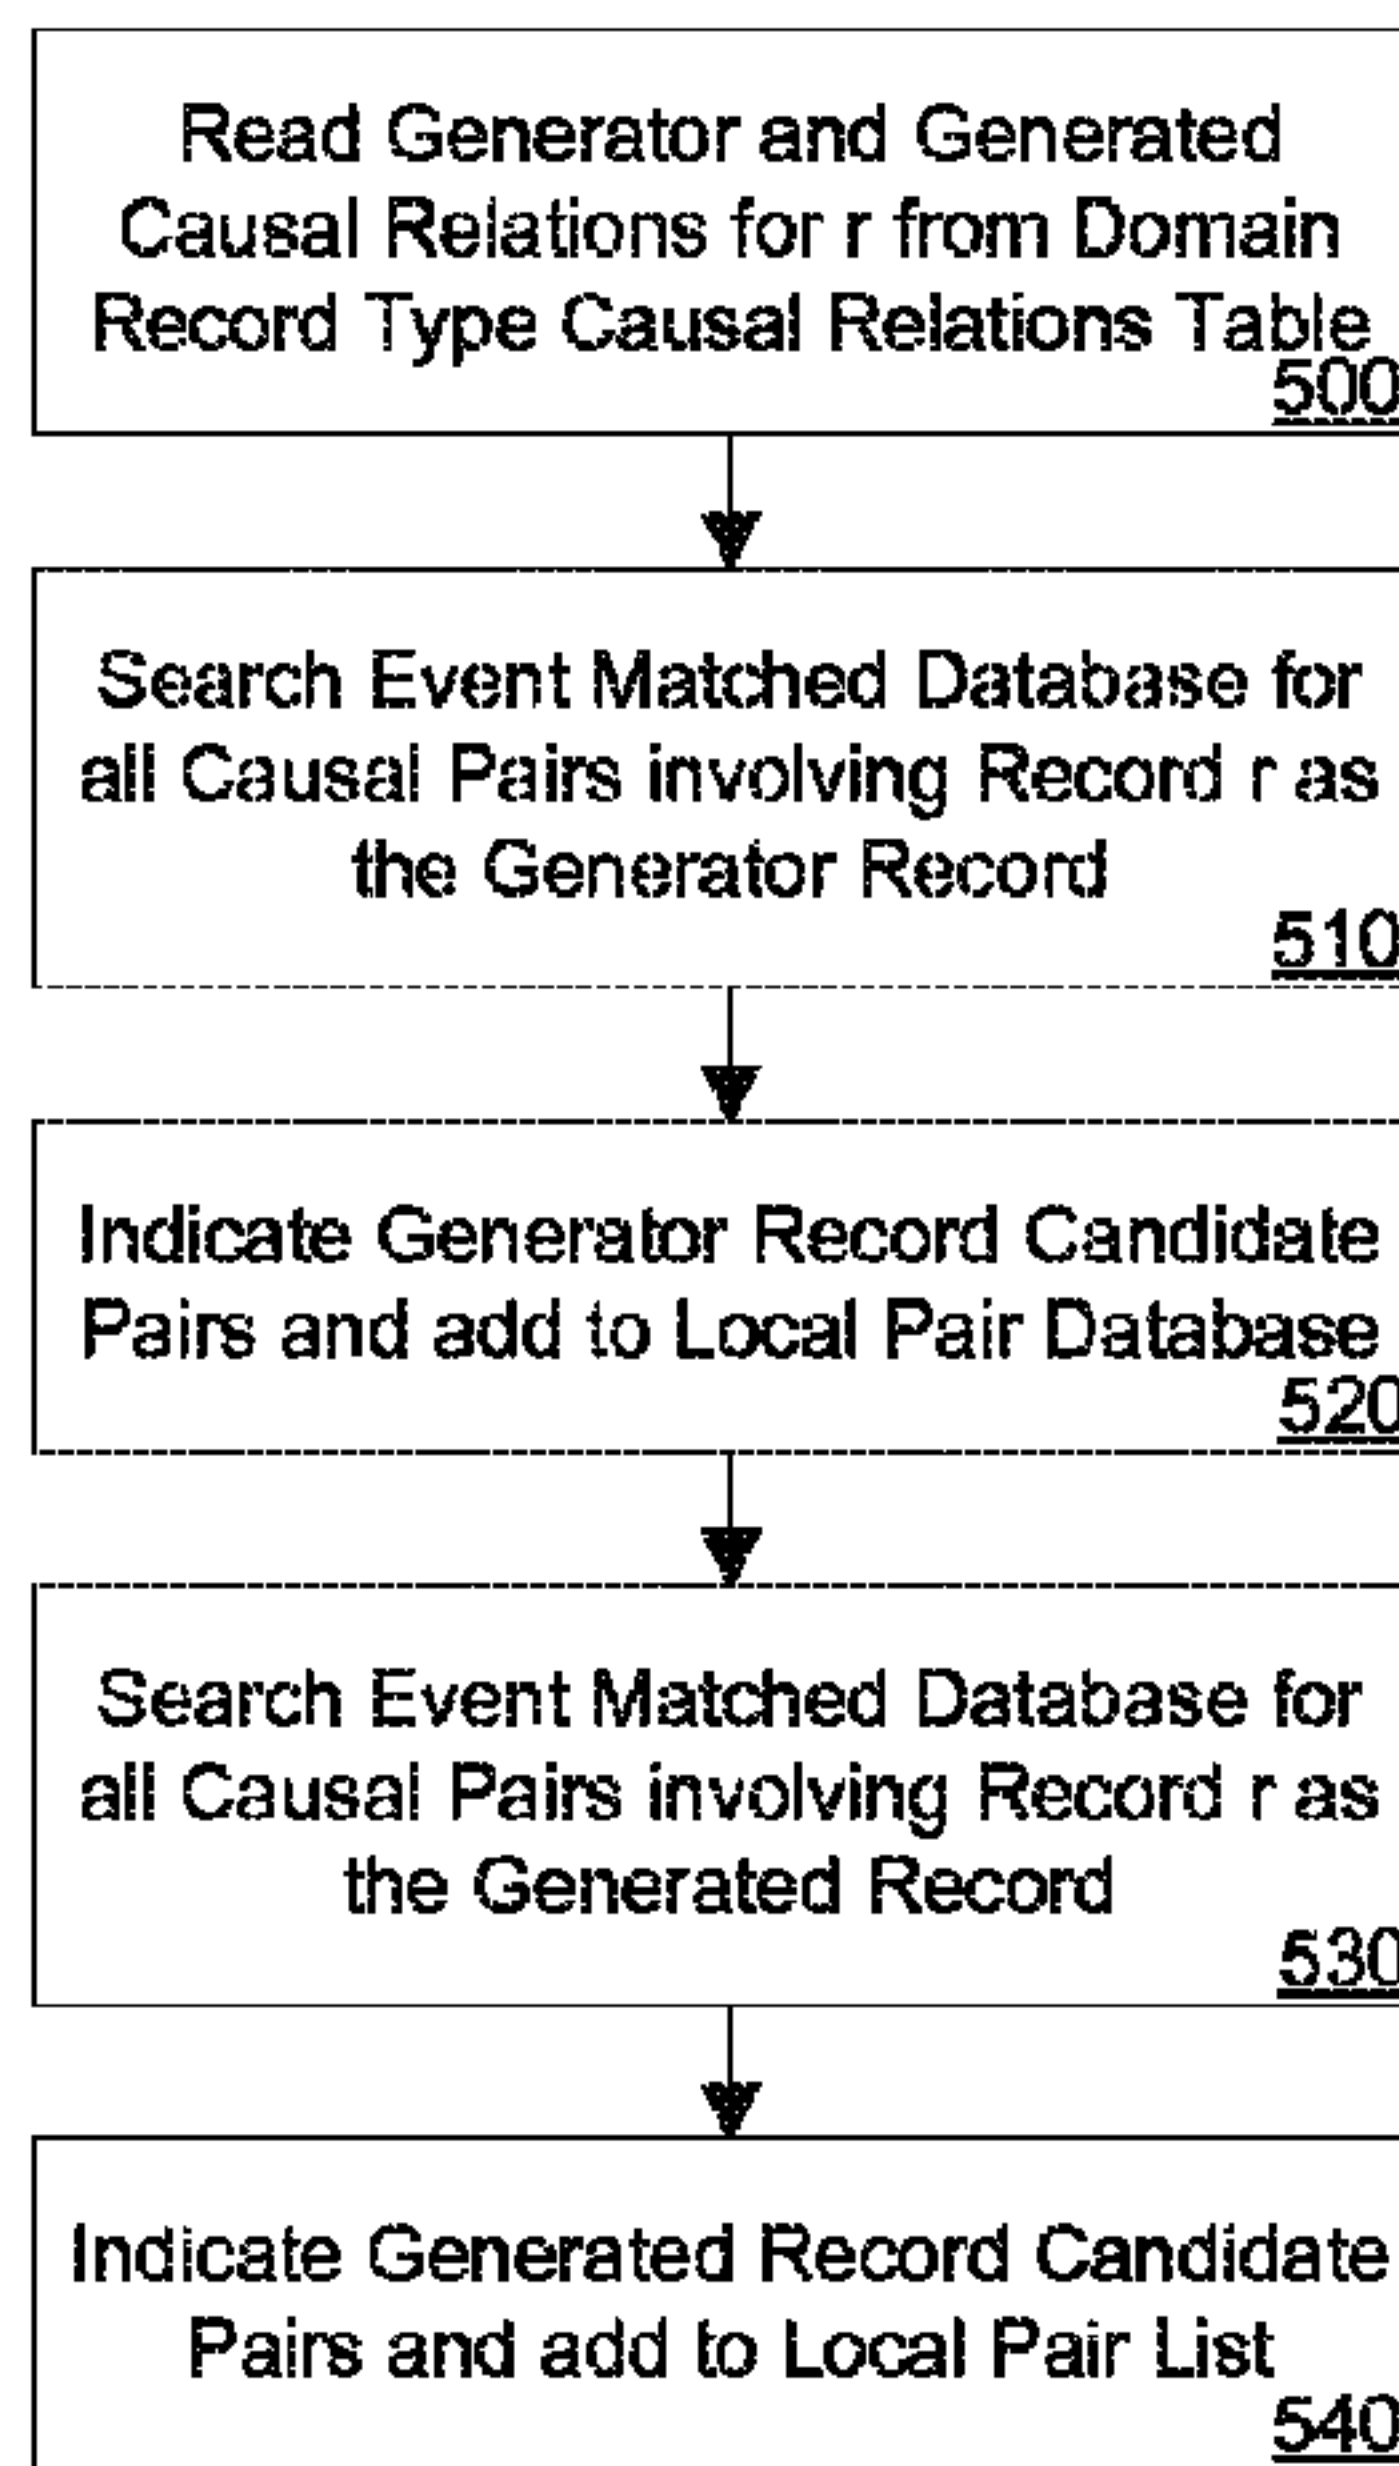 Read Generator and Generated
Causal Relations for r from Domain
Record Type Causal Relations Table
500
Search Event Matched Database for
all Causal Pairs involving Record r as
the Generator Record
510
Indicate Generator Record Candidate
Pairs and add to Local Pair Database
520
Search Event Matched Database for
all Causal Pairs involving Record r as
the Generated Record
530
Indicate Generated Record Candidate
Pairs and add to Local Pair List
540